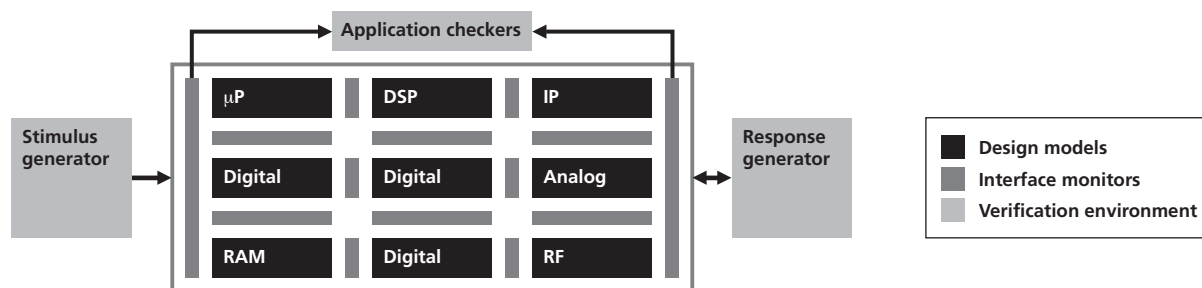 Application checkers
μP
DSP
IP
Stimulus
generator
Response
generator
Digital
Digital
Analog
RAM
Digital
RF
Design models
Interface monitors
Verification environment